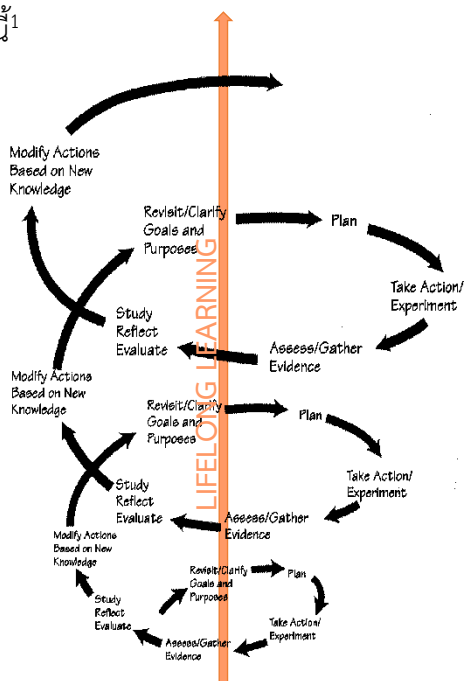 นี้1
Modify Actions
Based on New
Knowledge
Revisit/Clarify
Goals and
Purposes
Plan
Take Action/
Experiment
Assess/Gather
Evidence
Study
Reflect
Evaluate
LIFELONG LEARNING
Modify Actions
Based on New
Knowledge
Revisit/Clarify
Goals and
Purposes
Plan
Take Action/
Experiment
Assess/Gather
Evidence
Study
Reflect
Evaluate
Modify Actions
Based on New
Knowledge
Revisit/Clarify
Goals and
Purposes
Plan
Take Action/
Experiment
Assess/Gather
Evidence
Study
Reflect
Evaluate